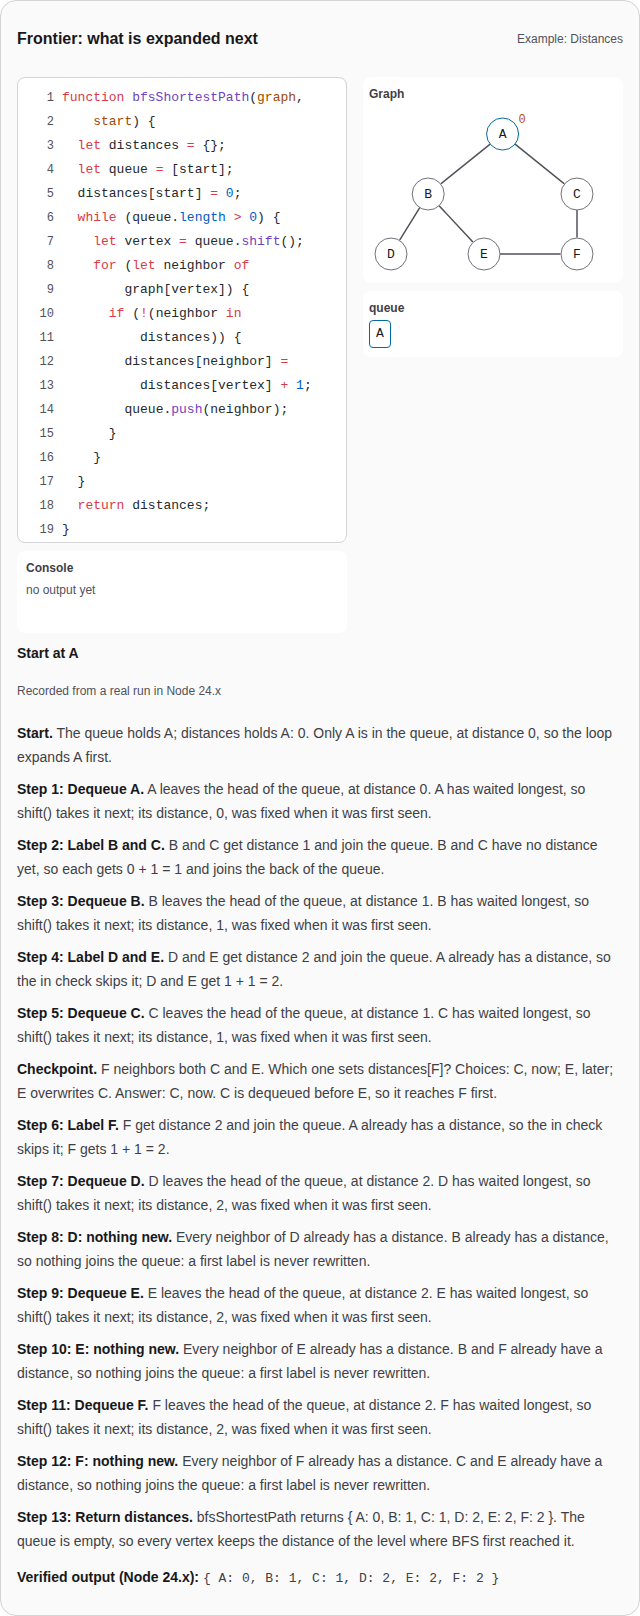 Frontier: what is expanded next
Example: Distances
1 function bfsShortestPath(graph,
2     start) {
3   let distances = {};
4   let queue = [start];
5   distances[start] = 0;
6   while (queue.length > 0) {
7     let vertex = queue.shift();
8     for (let neighbor of
9         graph[vertex]) {
10       if (!(neighbor in
11           distances)) {
12         distances[neighbor] =
13           distances[vertex] + 1;
14         queue.push(neighbor);
15       }
16     }
17   }
18   return distances;
19 }
Graph
0
A
B
C
D
E
F
queue
A
Console
no output yet
Start at A
Recorded from a real run in Node 24.x
Start. The queue holds A; distances holds A: 0. Only A is in the queue, at distance 0, so the loop
expands A first.
Step 1: Dequeue A. A leaves the head of the queue, at distance 0. A has waited longest, so
shift() takes it next; its distance, 0, was fixed when it was first seen.
Step 2: Label B and C. B and C get distance 1 and join the queue. B and C have no distance
yet, so each gets 0 + 1 = 1 and joins the back of the queue.
Step 3: Dequeue B. B leaves the head of the queue, at distance 1. B has waited longest, so
shift() takes it next; its distance, 1, was fixed when it was first seen.
Step 4: Label D and E. D and E get distance 2 and join the queue. A already has a distance, so
the in check skips it; D and E get 1 + 1 = 2.
Step 5: Dequeue C. C leaves the head of the queue, at distance 1. C has waited longest, so
shift() takes it next; its distance, 1, was fixed when it was first seen.
Checkpoint. F neighbors both C and E. Which one sets distances[F]? Choices: C, now; E, later;
E overwrites C. Answer: C, now. C is dequeued before E, so it reaches F first.
Step 6: Label F. F get distance 2 and join the queue. A already has a distance, so the in check
skips it; F gets 1 + 1 = 2.
Step 7: Dequeue D. D leaves the head of the queue, at distance 2. D has waited longest, so
shift() takes it next; its distance, 2, was fixed when it was first seen.
Step 8: D: nothing new. Every neighbor of D already has a distance. B already has a distance,
so nothing joins the queue: a first label is never rewritten.
Step 9: Dequeue E. E leaves the head of the queue, at distance 2. E has waited longest, so
shift() takes it next; its distance, 2, was fixed when it was first seen.
Step 10: E: nothing new. Every neighbor of E already has a distance. B and F already have a
distance, so nothing joins the queue: a first label is never rewritten.
Step 11: Dequeue F. F leaves the head of the queue, at distance 2. F has waited longest, so
shift() takes it next; its distance, 2, was fixed when it was first seen.
Step 12: F: nothing new. Every neighbor of F already has a distance. C and E already have a
distance, so nothing joins the queue: a first label is never rewritten.
Step 13: Return distances. bfsShortestPath returns { A: 0, B: 1, C: 1, D: 2, E: 2, F: 2 }. The
queue is empty, so every vertex keeps the distance of the level where BFS first reached it.
Verified output (Node 24.x): { A: 0, B: 1, C: 1, D: 2, E: 2, F: 2 }